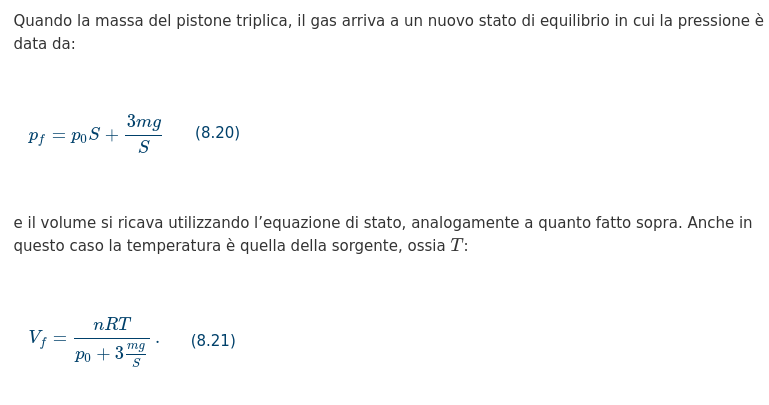 Quando la massa del pistone triplica, il gas arriva a un nuovo stato di equilibrio in cui la pressione è
data da:
p_f = p_0 S + \frac{3mg}{S} (8.20)
e il volume si ricava utilizzando l’equazione di stato, analogamente a quanto fatto sopra. Anche in
questo caso la temperatura è quella della sorgente, ossia T:
V_f = \frac{nRT}{p_0 + 3\frac{mg}{S}} . (8.21)